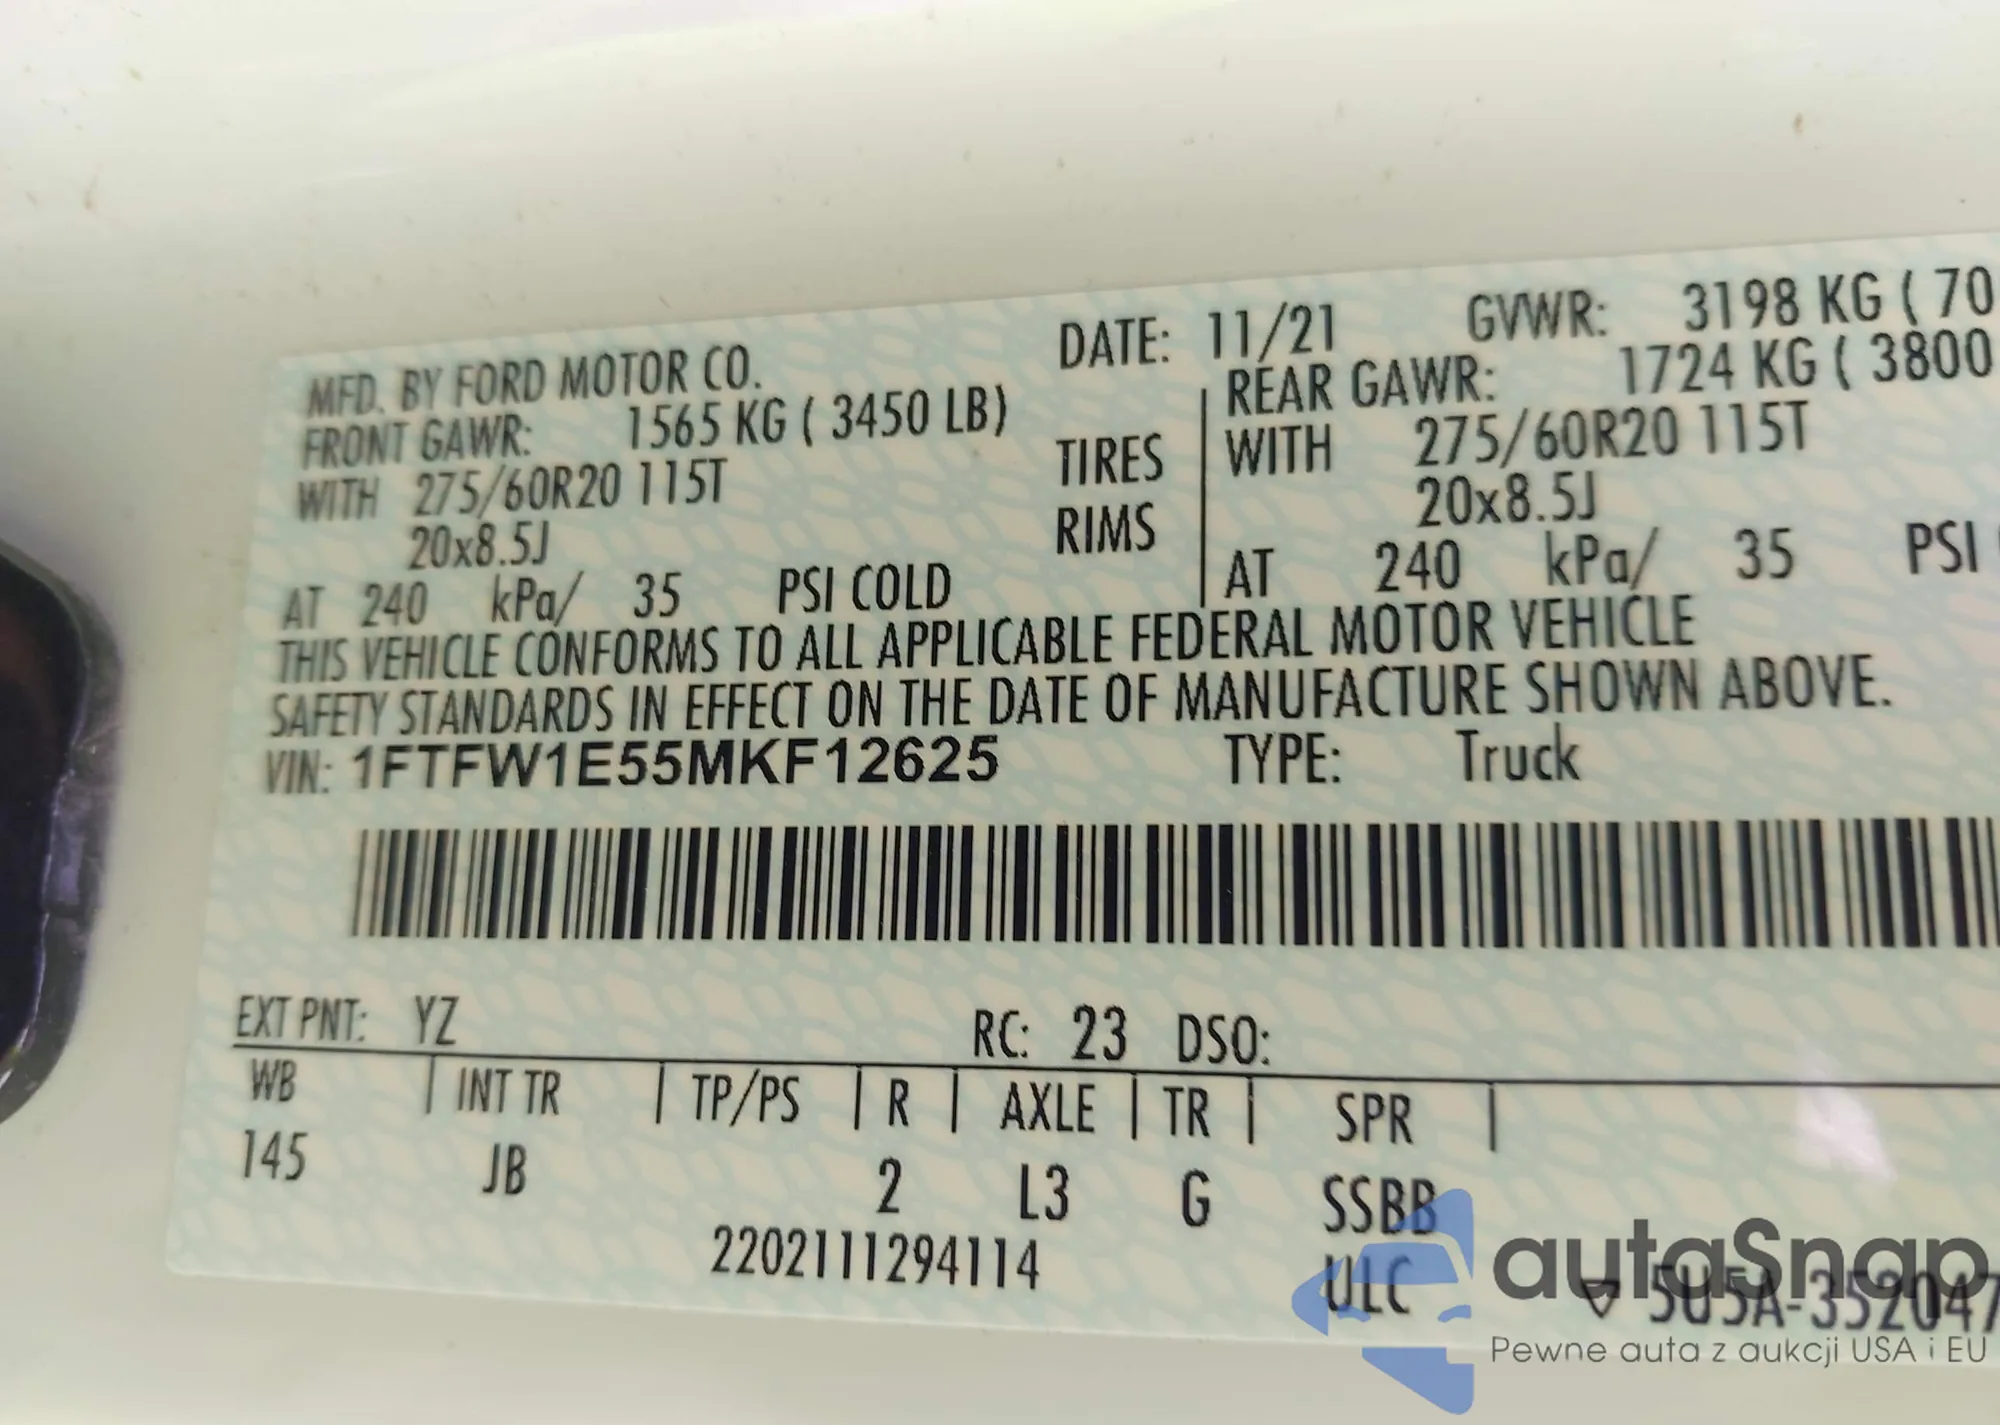 MFD. BY FORD MOTOR CO. DATE: 11/21 GVWR: 3198 KG ( 70
FRONT GAWR: 1565 KG ( 3450 LB) REAR GAWR: 1724 KG ( 3800
WITH 275/60R20 115T TIRES WITH 275/60R20 115T
20x8.5J RIMS 20x8.5J
AT 240 kPa/ 35 PSI COLD AT 240 kPa/ 35 PSI
THIS VEHICLE CONFORMS TO ALL APPLICABLE FEDERAL MOTOR VEHICLE
SAFETY STANDARDS IN EFFECT ON THE DATE OF MANUFACTURE SHOWN ABOVE.
VIN: 1FTFW1E55MKF12625 TYPE: Truck
EXT PNT: YZ RC: 23 DSO:
WB | INT TR | TP/PS | R | AXLE | TR | SPR |
145 JB 2 L3 G SSBB
2202111294114 ULC ▽ 5U5A-352047
autaSnap
Pewne auta z aukcji USA i EU